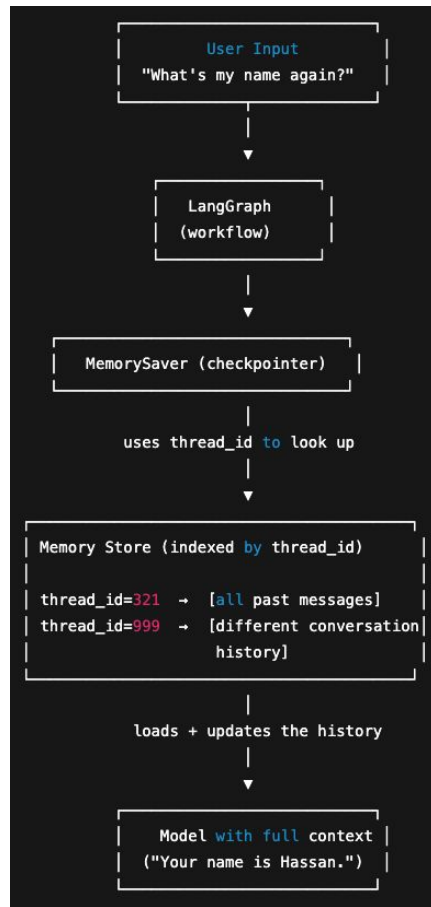 User Input
"What's my name again?"
LangGraph
(workflow)
MemorySaver (checkpointer)
uses thread_id to look up
Memory Store (indexed by thread_id)
thread_id=321 → [all past messages]
thread_id=999 → [different conversation
history]
loads + updates the history
Model with full context
("Your name is Hassan.")